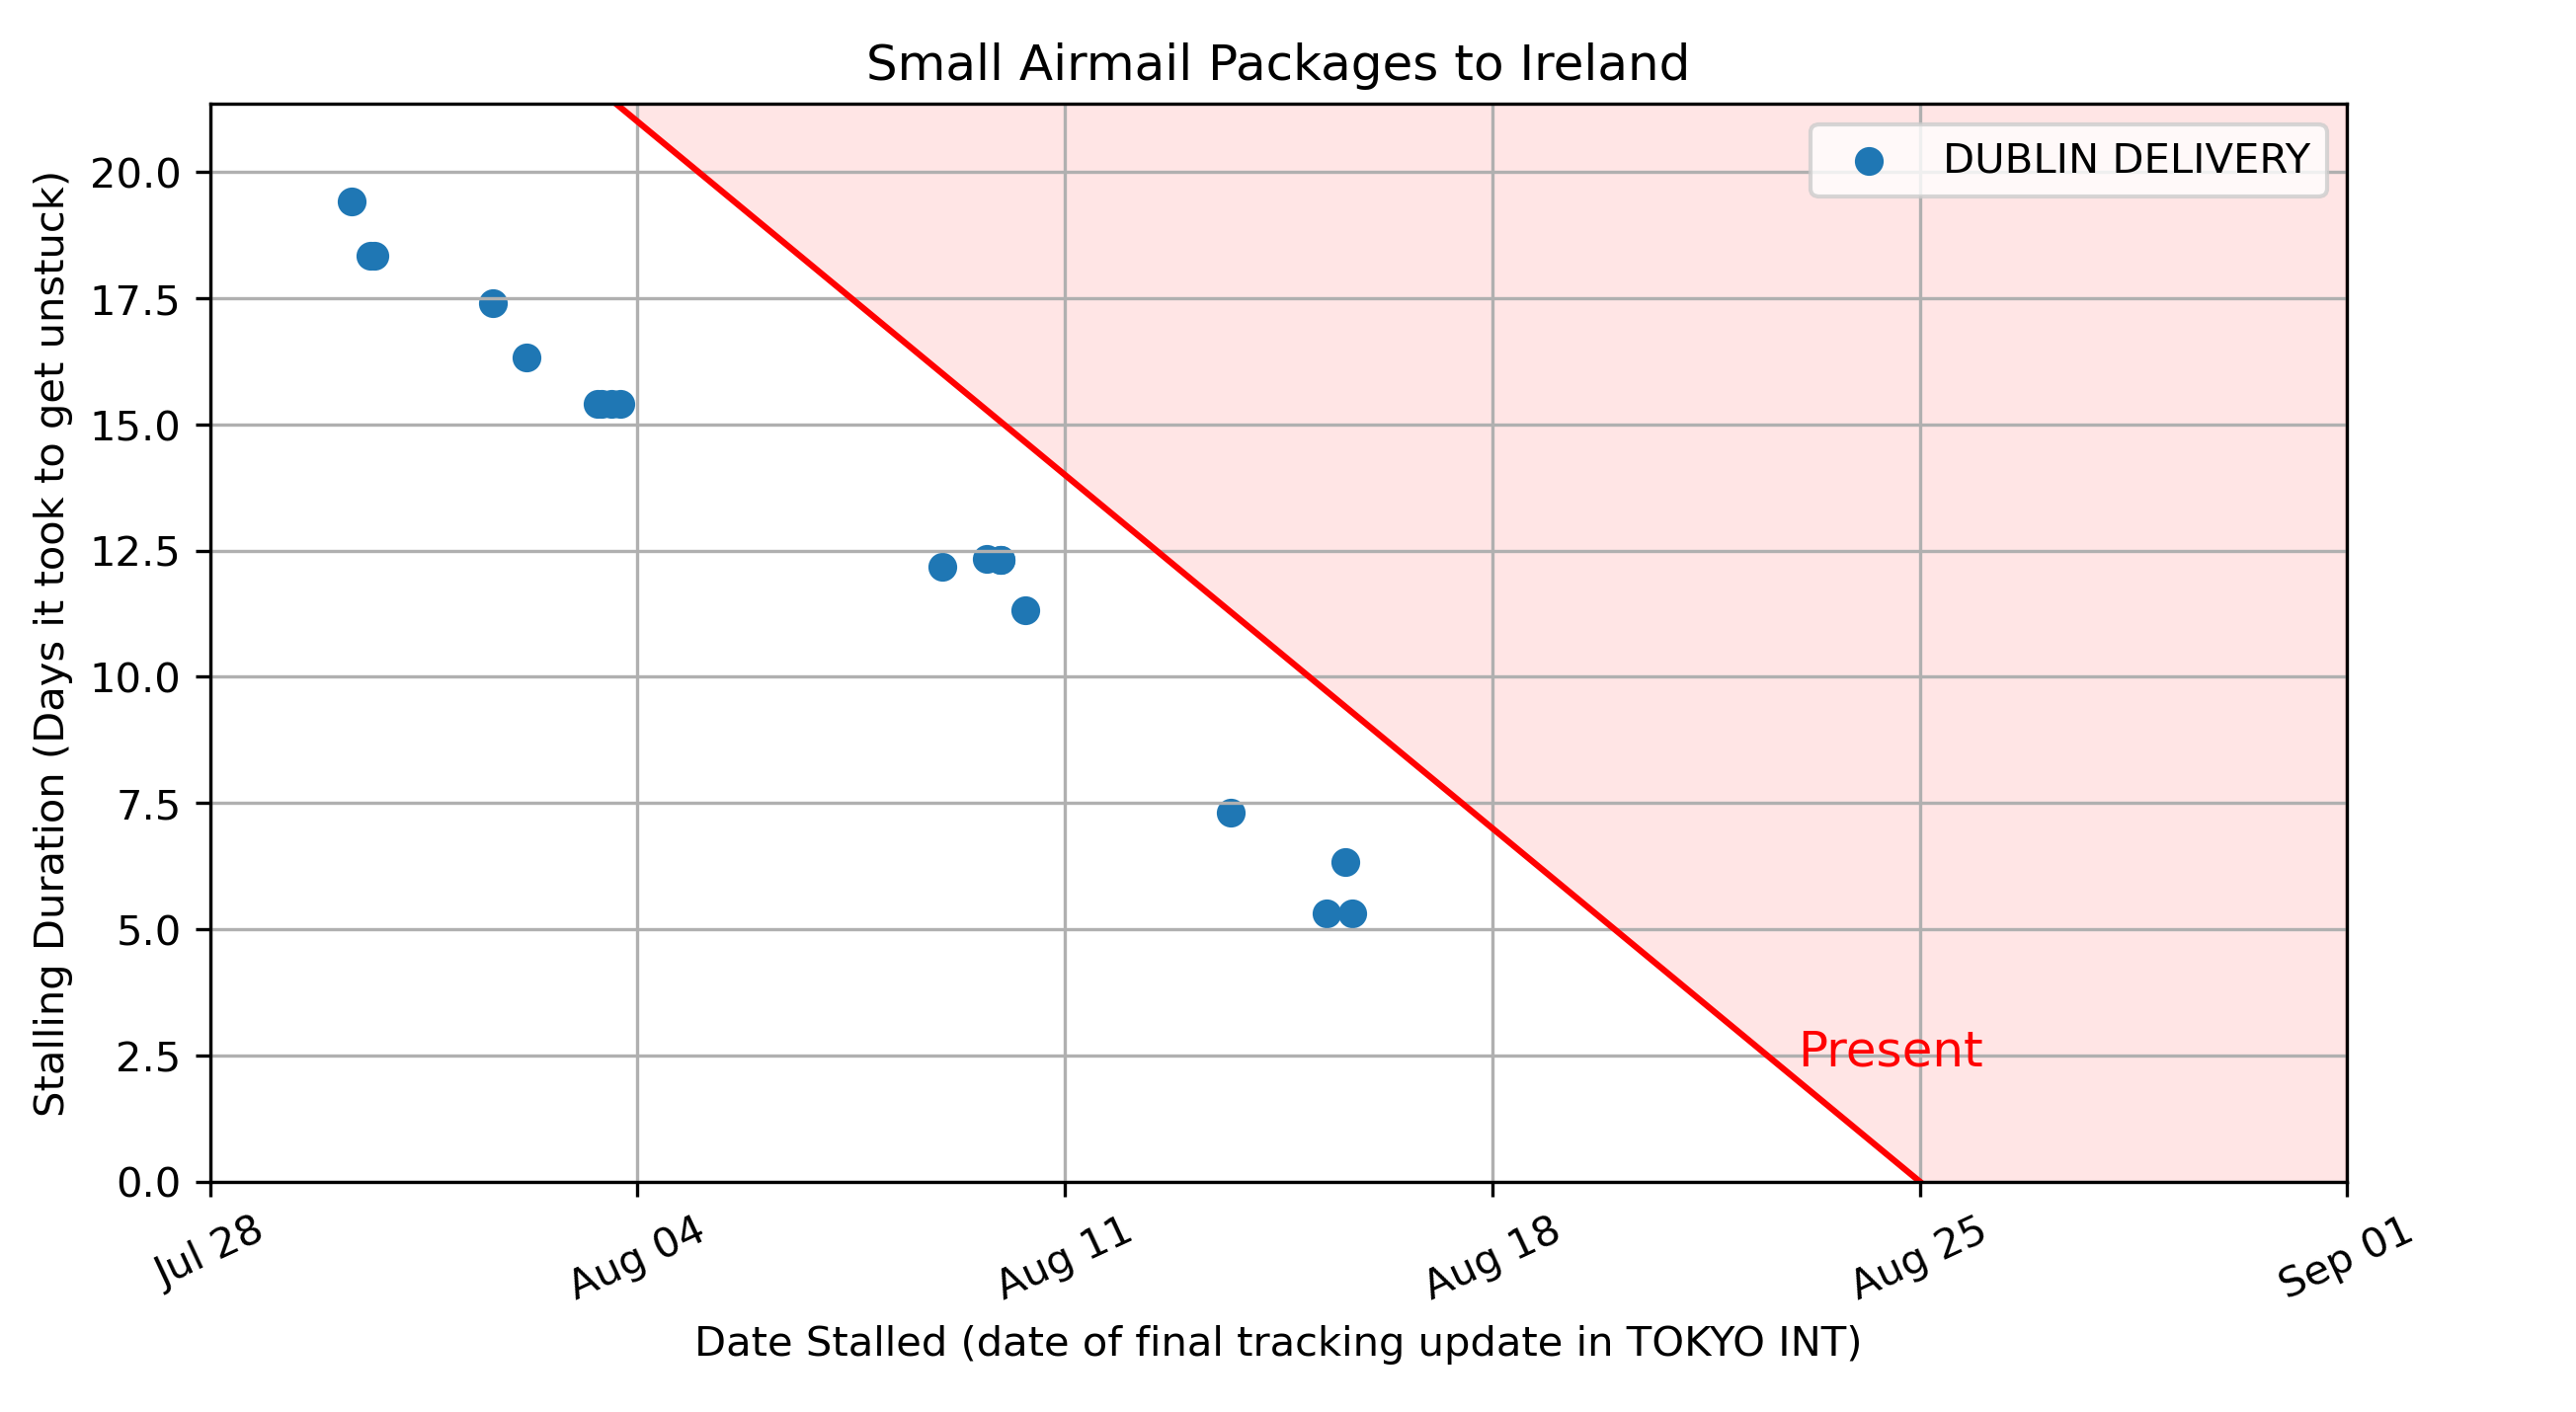 Small Airmail Packages to Ireland
DUBLIN DELIVERY
Stalling Duration (Days it took to get unstuck)
20.0
17.5
15.0
12.5
10.0
7.5
5.0
2.5
0.0
Present
Jul 28
Aug 04
Aug 11
Aug 18
Aug 25
Sep 01
Date Stalled (date of final tracking update in TOKYO INT)